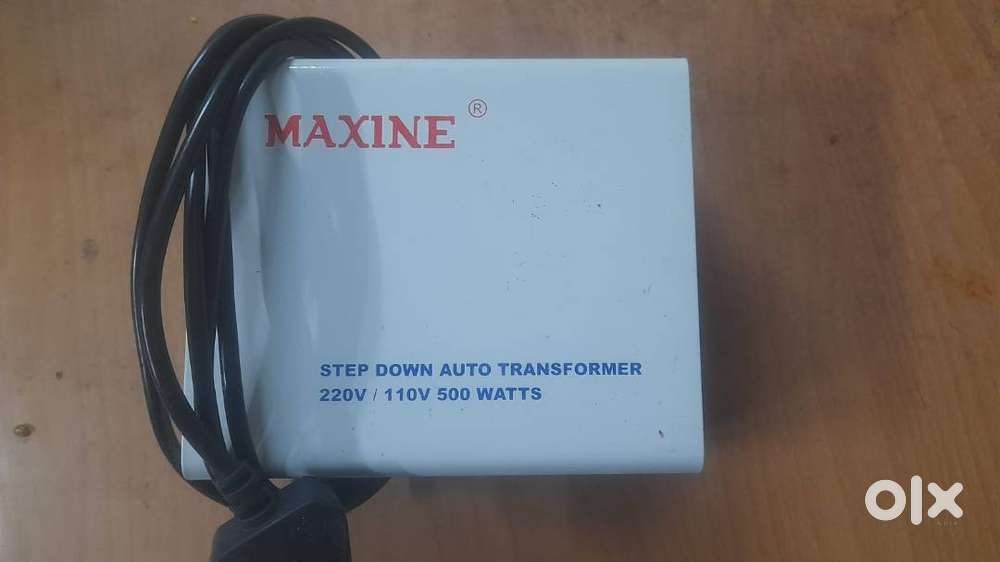 MAXINE ®
STEP DOWN AUTO TRANSFORMER
220V / 110V 500 WATTS
olx